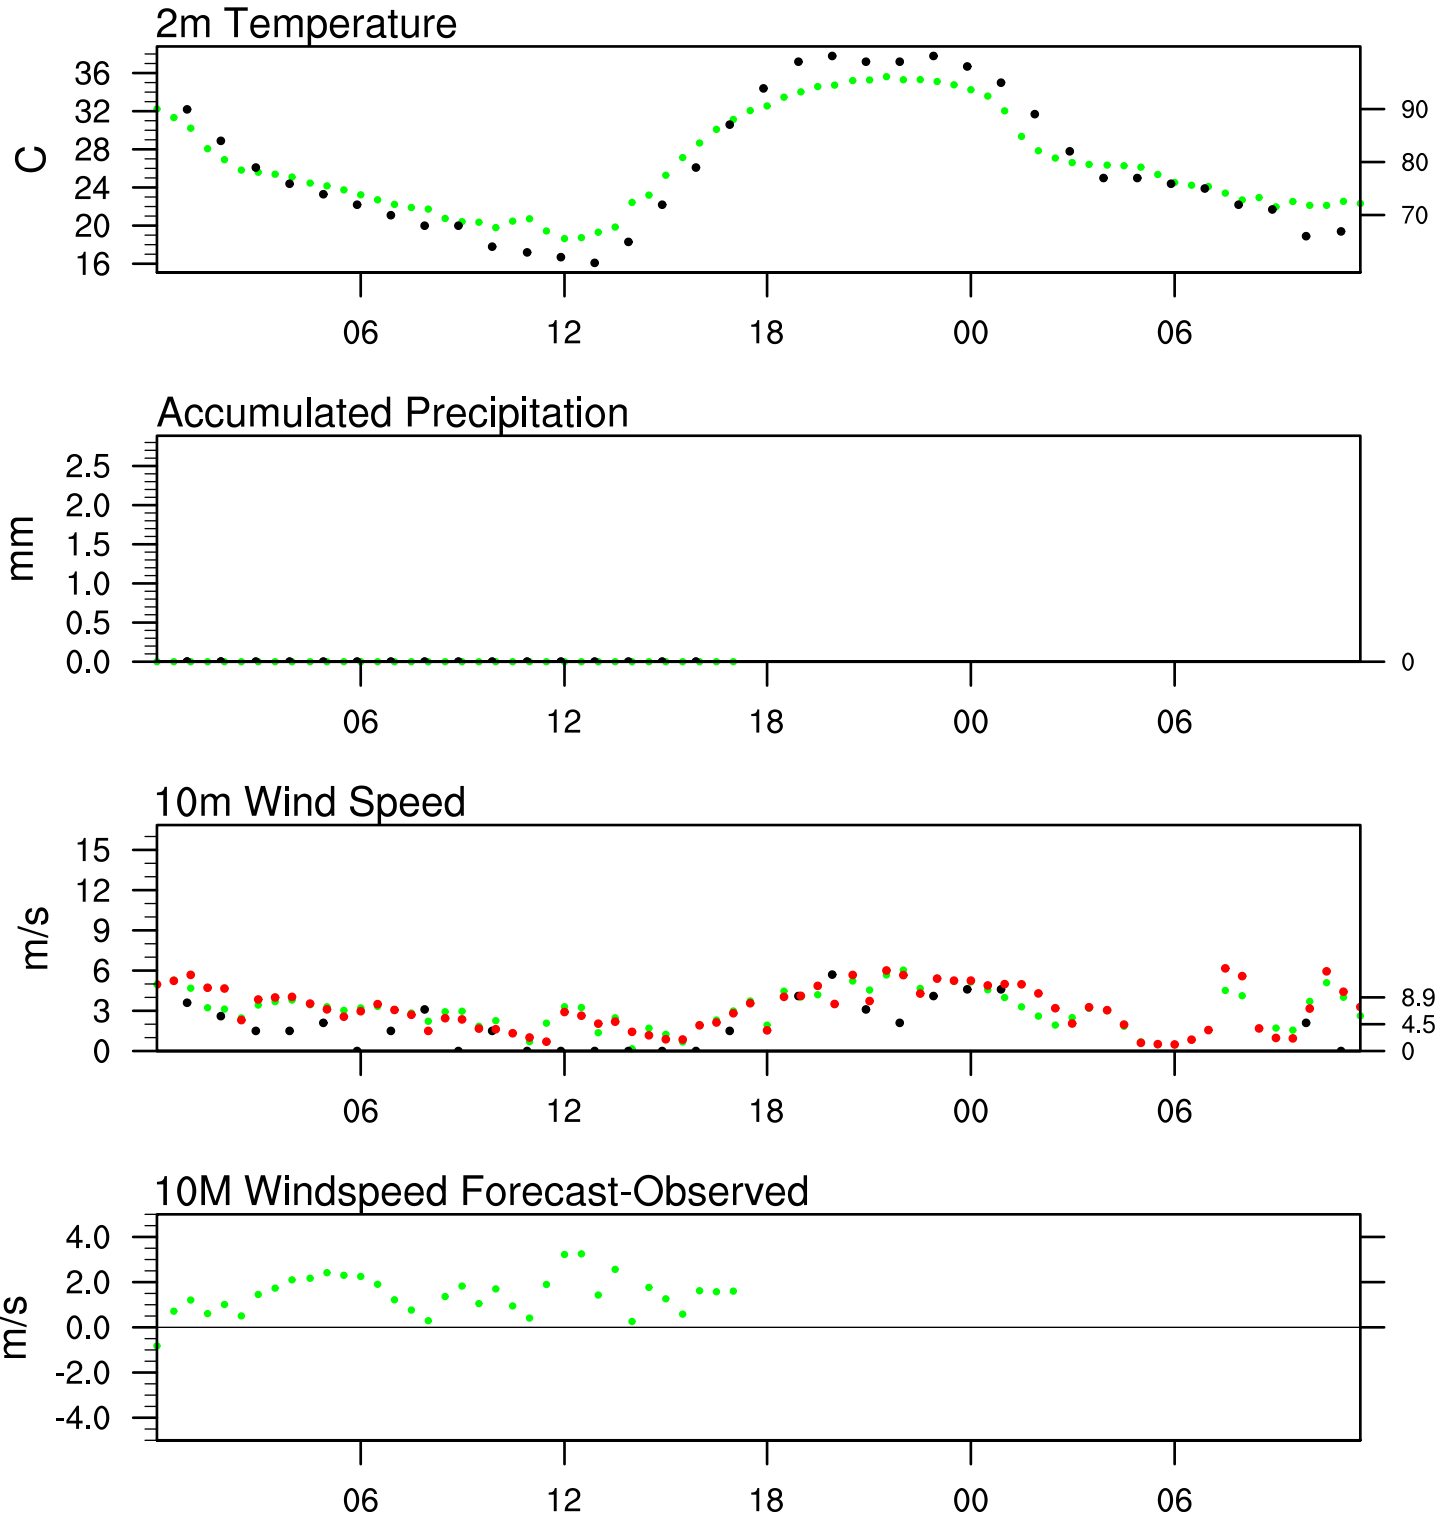 2m Temperature
C
36
32
28
24
20
16
90
80
70
06 12 18 00 06
Accumulated Precipitation
mm
2.5
2.0
1.5
1.0
0.5
0.0
0
06 12 18 00 06
10m Wind Speed
m/s
15
12
9
6
3
0
8.9
4.5
0
06 12 18 00 06
10M Windspeed Forecast-Observed
m/s
4.0
2.0
0.0
-2.0
-4.0
06 12 18 00 06